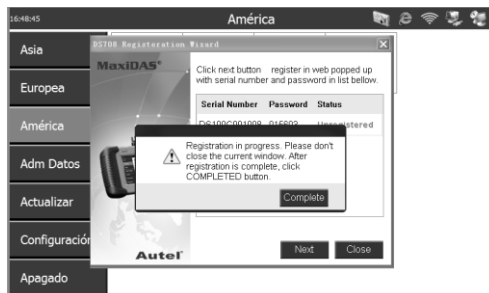 16:48:45
América
Asia
Europea
América
Adm Datos
Actualizar
Configuración
Apagado
DS708 Registeration Wizard
MaxiDAS®
Click next button register in web popped up
with serial number and password in list bellow.
Serial Number Password Status
Unregistered
Registration in progress. Please don't
close the current window. After
registration is complete, click
COMPLETED button.
Complete
Autel
Next Close